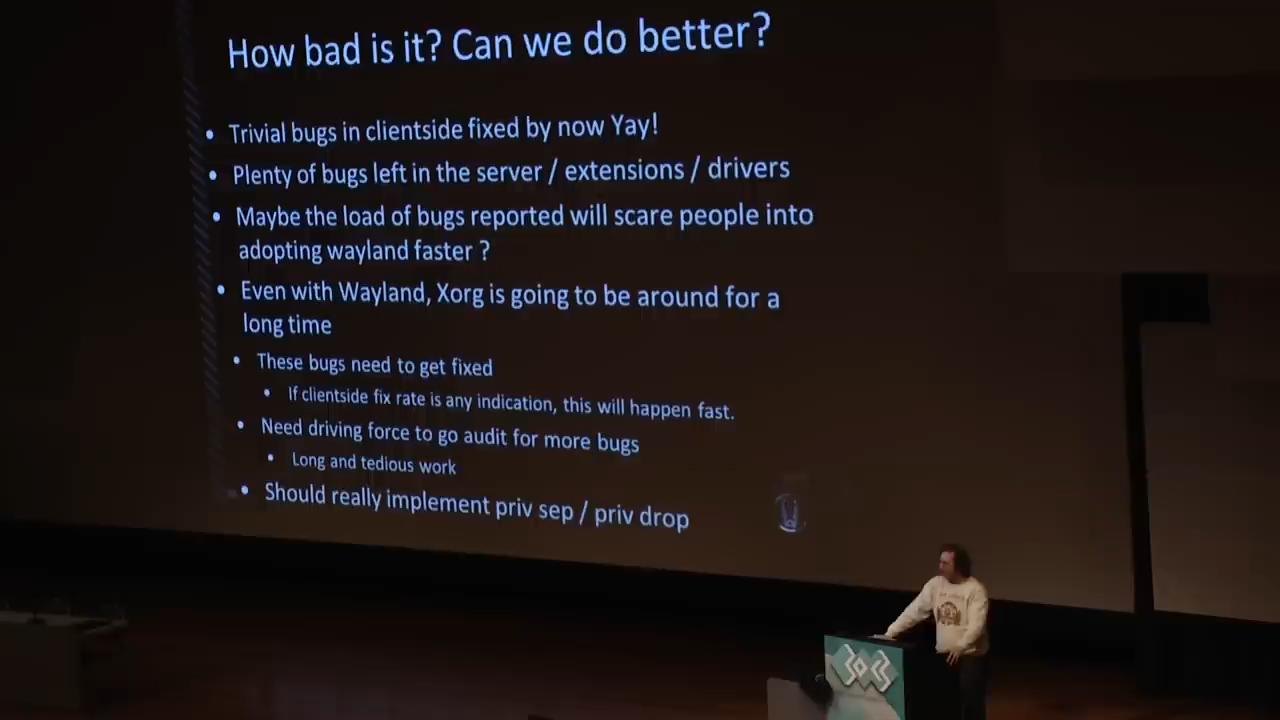 How bad is it? Can we do better?
• Trivial bugs in clientside fixed by now Yay!
• Plenty of bugs left in the server / extensions / drivers
• Maybe the load of bugs reported will scare people into
adopting wayland faster ?
• Even with Wayland, Xorg is going to be around for a
long time
• These bugs need to get fixed
• If clientside fix rate is any indication, this will happen fast.
• Need driving force to go audit for more bugs
• Long and tedious work
• Should really implement priv sep / priv drop
30C3